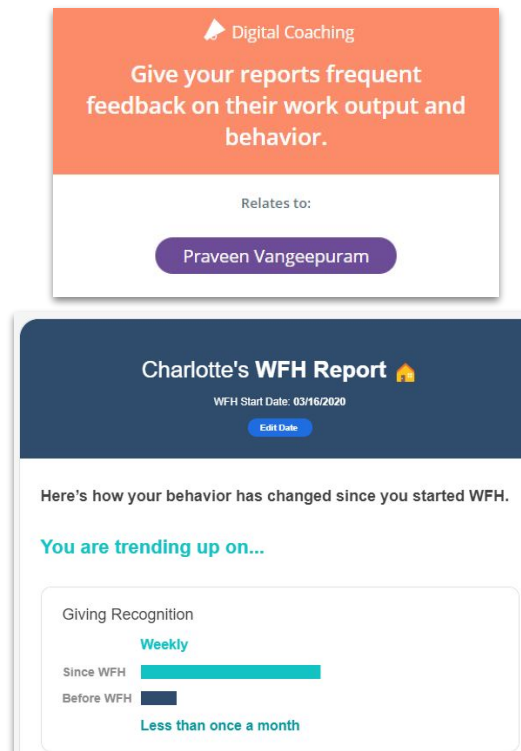 Digital Coaching
Give your reports frequent
feedback on their work output and
behavior.
Relates to:
Praveen Vangeepuram
Charlotte's WFH Report
WFH Start Date: 03/16/2020
Edit Date
Here's how your behavior has changed since you started WFH.
You are trending up on...
Giving Recognition
Weekly
Since WFH
Before WFH
Less than once a month